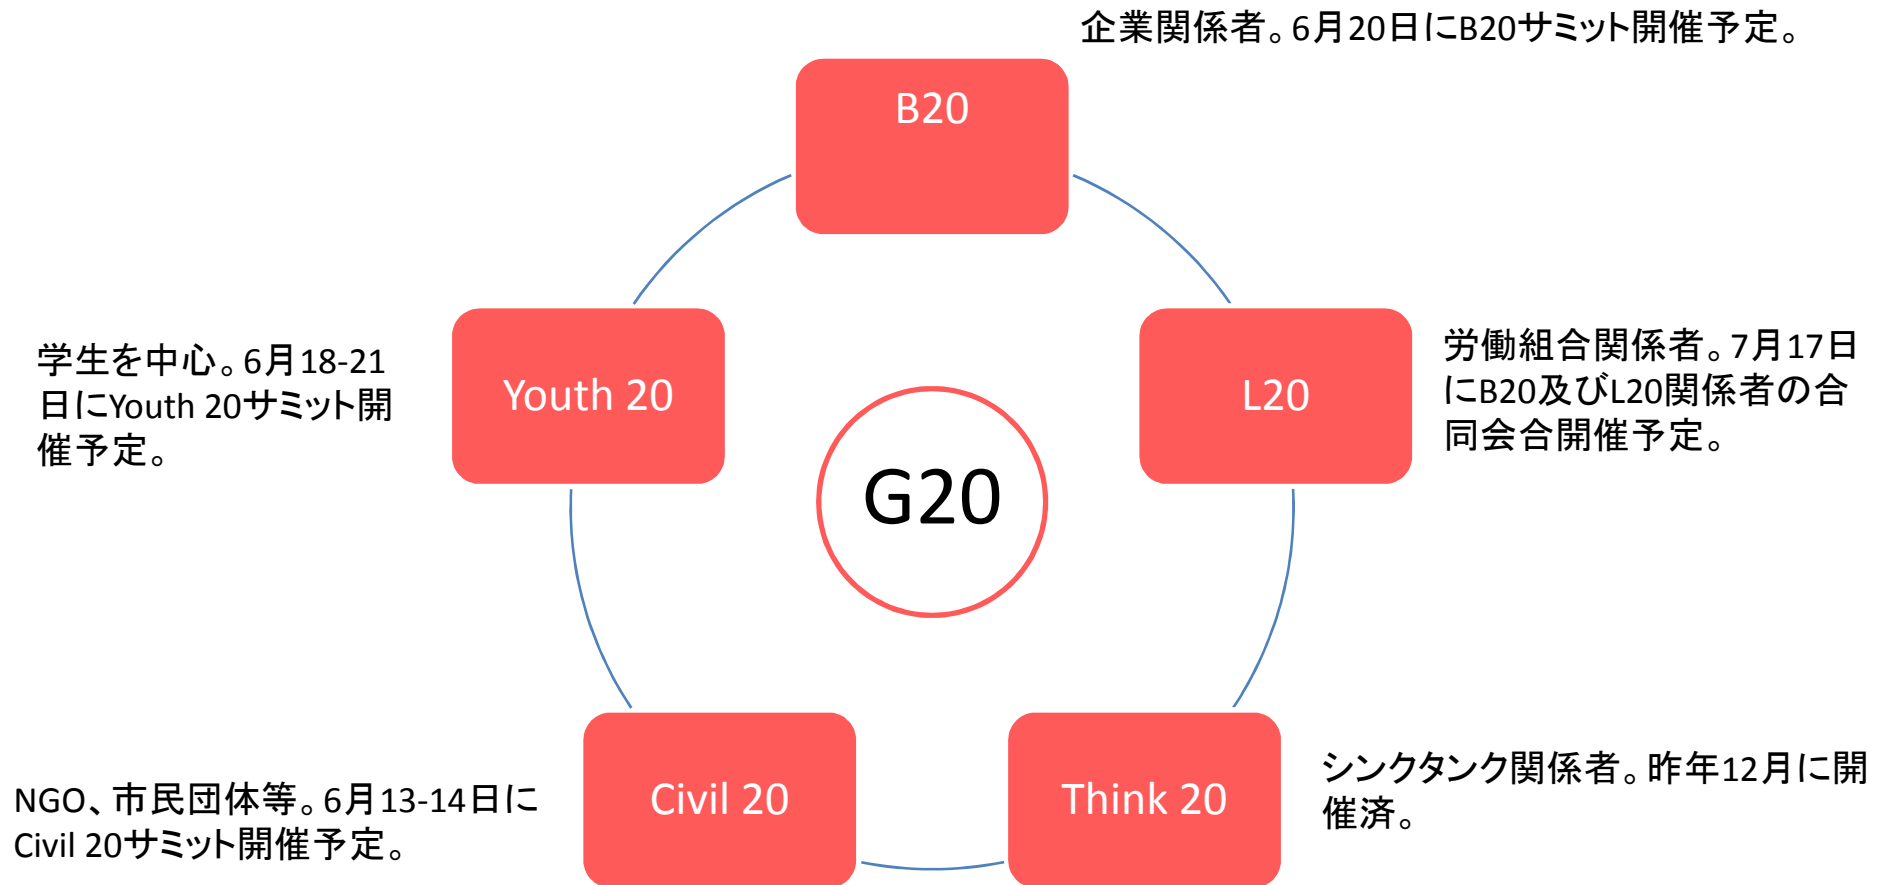 企業関係者。6月20日にB20サミット開催予定。
B20
学生を中心。6月18-21
日にYouth 20サミット開
催予定。
Youth 20
L20
労働組合関係者。7月17日
にB20及びL20関係者の合
同会合開催予定。
G20
NGO、市民団体等。6月13-14日に
Civil 20サミット開催予定。
Civil 20
Think 20
シンクタンク関係者。昨年12月に開
催済。